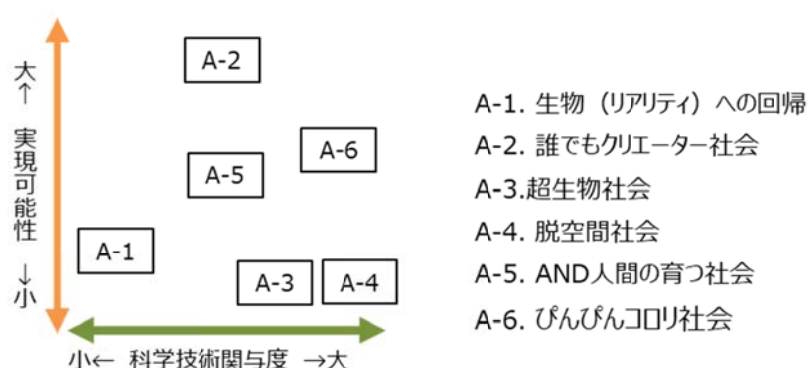 大↑ 実現可能性 ↓小
A-2
A-6
A-5
A-1
A-3
A-4
小← 科学技術関与度 →大
A-1. 生物（リアリティ）への回帰
A-2. 誰でもクリエーター社会
A-3.超生物社会
A-4. 脱空間社会
A-5. AND人間の育つ社会
A-6. ぴんぴんコロリ社会